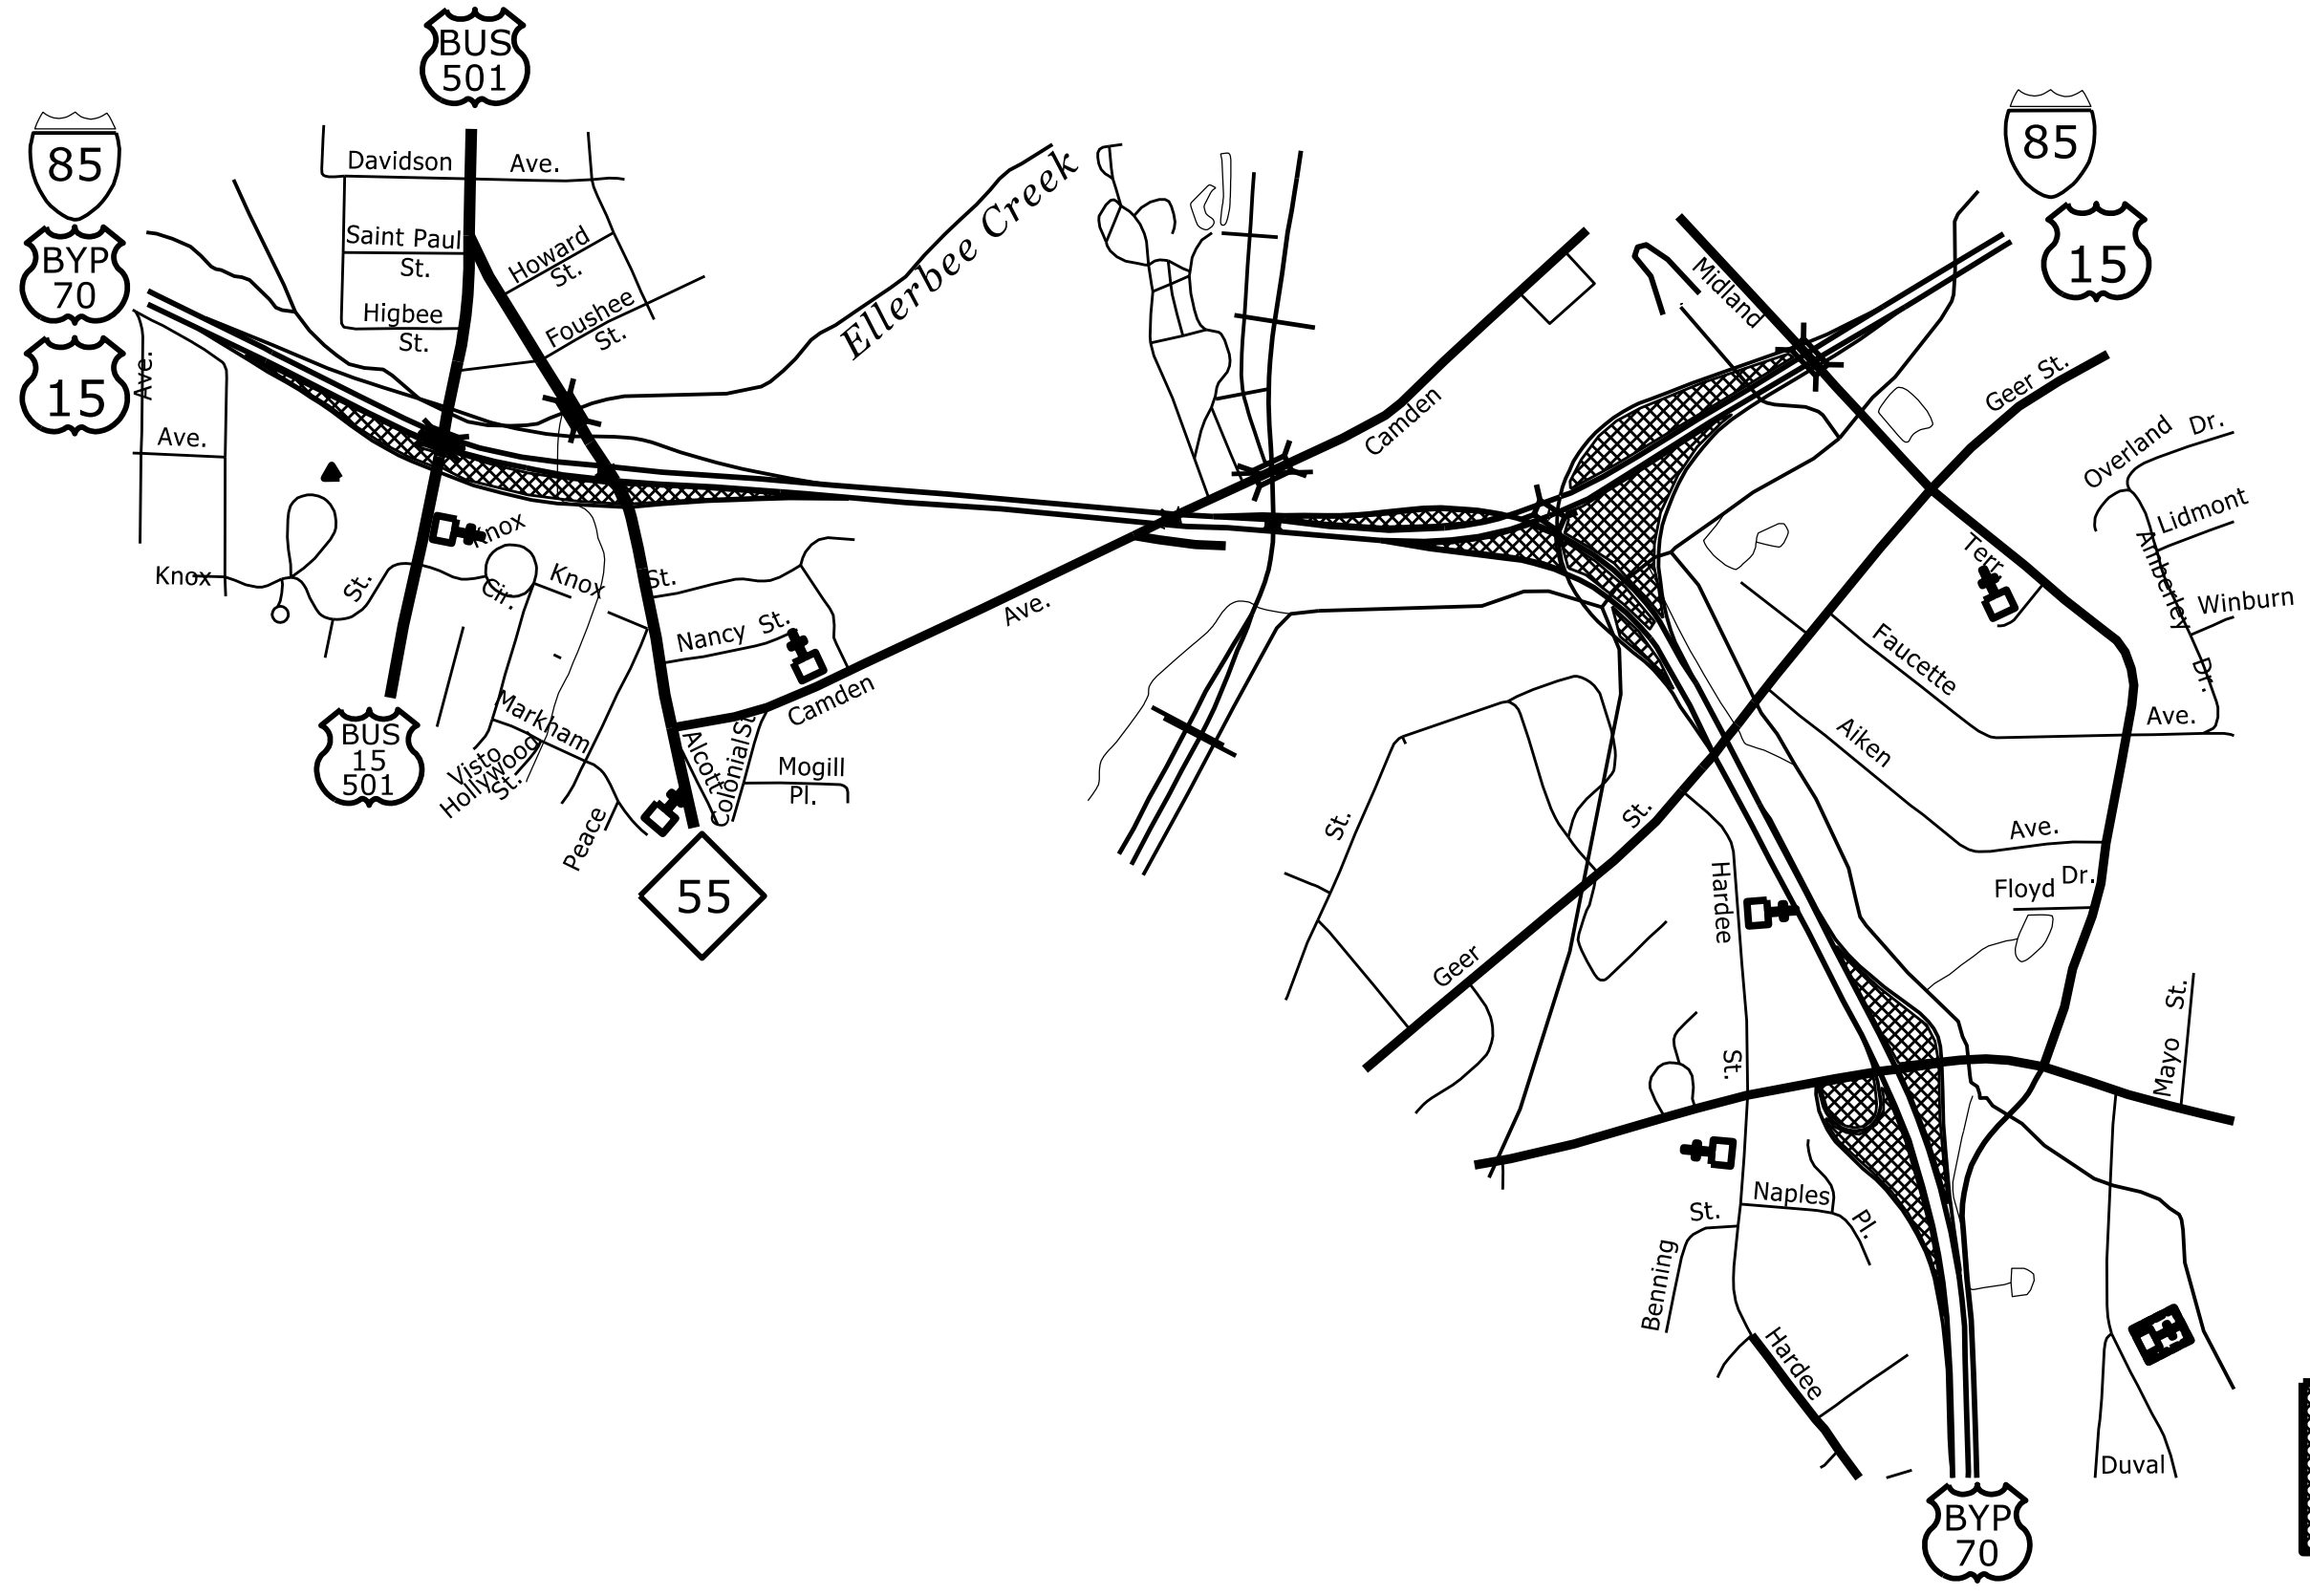 BUS
501
85
BYP
70
15
85
15
Davidson Ave.
Saint Paul
St.
Higbee
St.
Howard
St.
Foushee
St.
Ellerbee Creek
Midland
Geer St.
Camden
Ave.
Ave.
Overland Dr.
Lidmont
Amberley
Dr.
Winburn
Terr
Knox
St.
Knox
Cir.
Knox
St.
Nancy St.
Camden
Ave.
Faucette
Ave.
Aiken
Ave.
Floyd Dr.
Markham
Visto
Hollywood
St.
Alcott
Colonial St
Mogill
Pl.
Peace
BUS
15
501
55
St.
Geer
St.
Hardee
St.
Mayo St.
Naples
Pl.
St.
Benning
Hardee
Duval
BYP
70